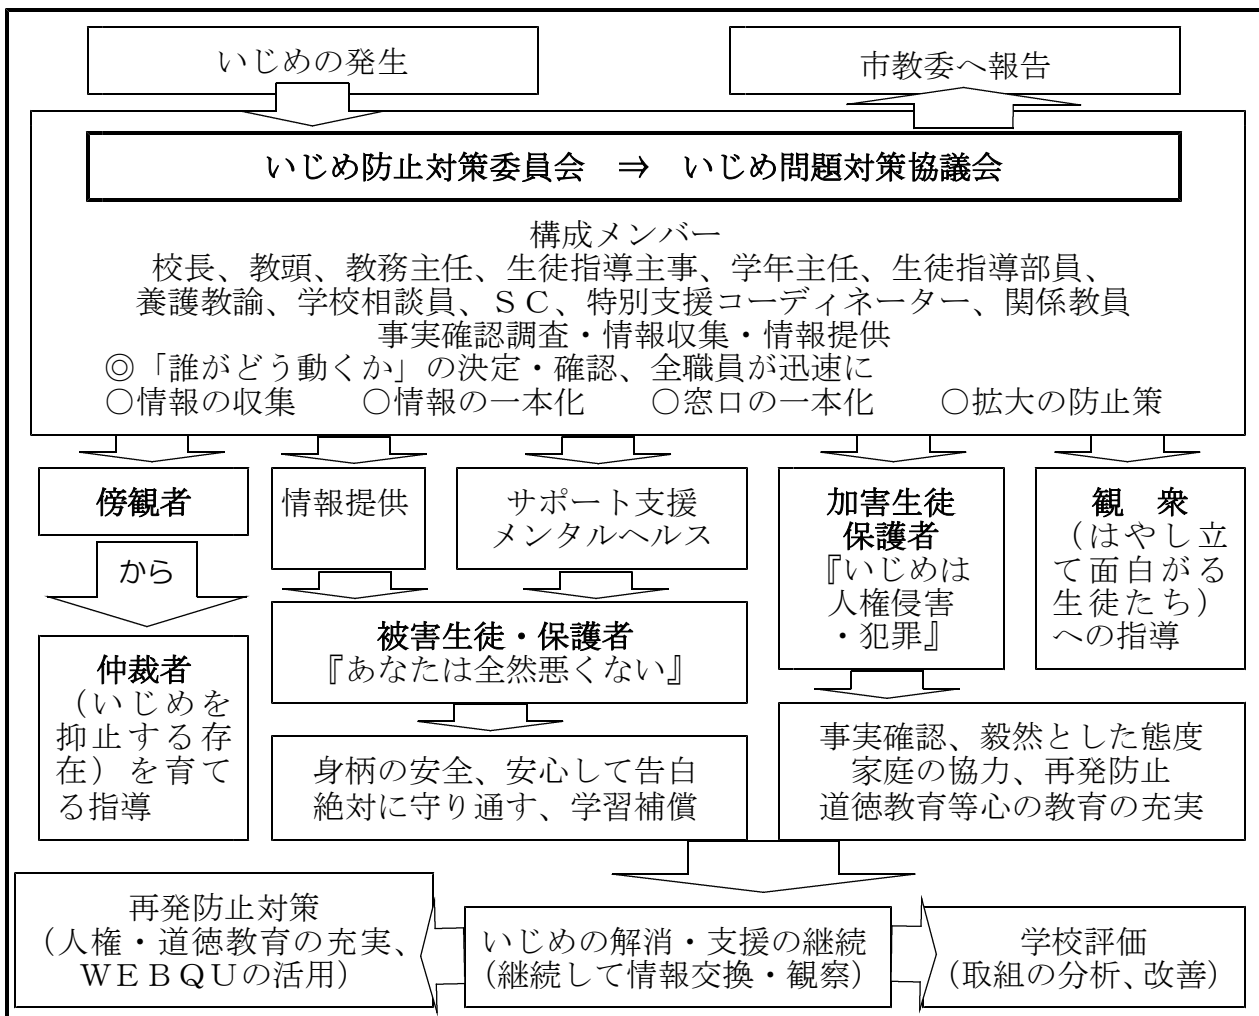 いじめの発生
市教委へ報告
いじめ防止対策委員会　⇒　いじめ問題対策協議会
構成メンバー
校長、教頭、教務主任、生徒指導主事、学年主任、生徒指導部員、
養護教諭、学校相談員、ＳＣ、特別支援コーディネーター、関係教員
事実確認調査・情報収集・情報提供
◎「誰がどう動くか」の決定・確認、全職員が迅速に
○情報の収集　　○情報の一本化　　○窓口の一本化　　○拡大の防止策
傍観者
から
仲裁者
（いじめを
抑止する存
在）を育て
る指導
情報提供
サポート支援
メンタルヘルス
被害生徒・保護者
『あなたは全然悪くない』
身柄の安全、安心して告白
絶対に守り通す、学習補償
加害生徒
保護者
『いじめは
人権侵害
・犯罪』
事実確認、毅然とした態度
家庭の協力、再発防止
道徳教育等心の教育の充実
観　衆
（はやし立
て面白がる
生徒たち）
への指導
再発防止対策
（人権・道徳教育の充実、
ＷＥＢＱＵの活用）
いじめの解消・支援の継続
（継続して情報交換・観察）
学校評価
（取組の分析、改善）